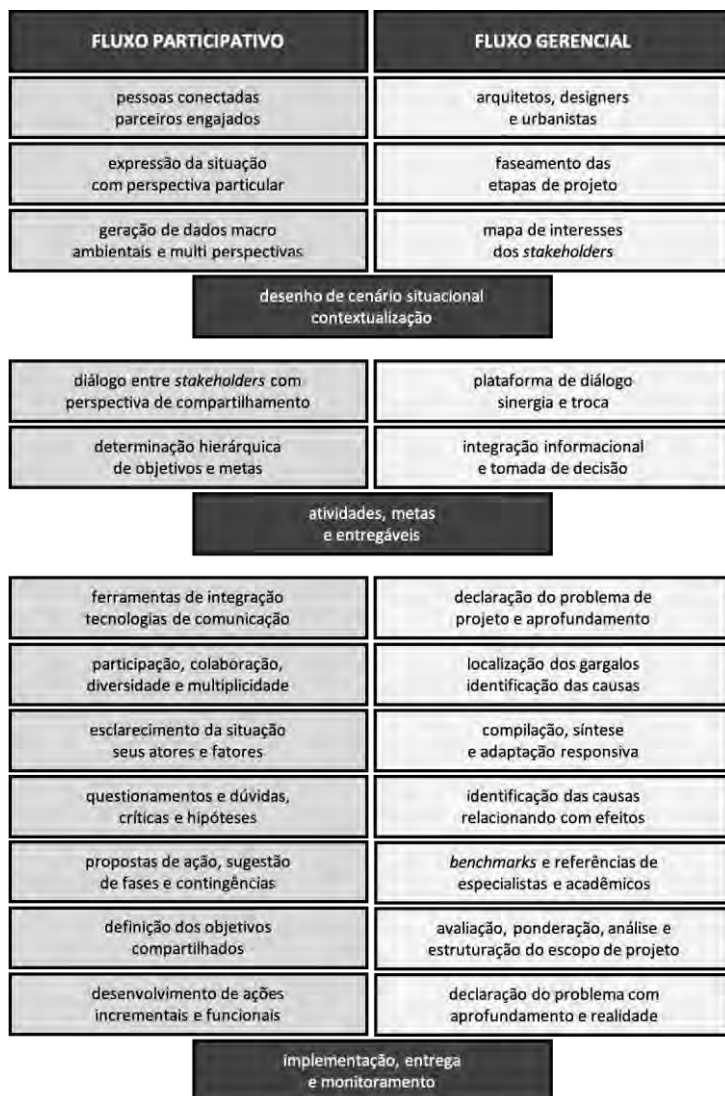 FLUXO PARTICIPATIVO
FLUXO GERENCIAL
pessoas conectadas
parceiros engajados
arquitetos, designers
e urbanistas
expressão da situação
com perspectiva particular
faseamento das
etapas de projeto
geração de dados macro
ambientais e multi perspectivas
mapa de interesses
dos stakeholders
desenho de cenário situacional
contextualização
diálogo entre stakeholders com
perspectiva de compartilhamento
plataforma de diálogo
sinergia e troca
determinação hierárquica
de objetivos e metas
integração informacional
e tomada de decisão
atividades, metas
e entregáveis
ferramentas de integração
tecnologias de comunicação
declaração do problema de
projeto e aprofundamento
participação, colaboração,
diversidade e multiplicidade
localização dos gargalos
identificação das causas
esclarecimento da situação
seus atores e fatores
compilação, síntese
e adaptação responsiva
questionamentos e dúvidas,
críticas e hipóteses
identificação das causas
relacionando com efeitos
propostas de ação, sugestão
de fases e contingências
benchmarks e referências de
especialistas e acadêmicos
definição dos objetivos
compartilhados
avaliação, ponderação, análise e
estruturação do escopo de projeto
desenvolvimento de ações
incrementais e funcionais
declaração do problema com
aprofundamento e realidade
implementação, entrega
e monitoramento